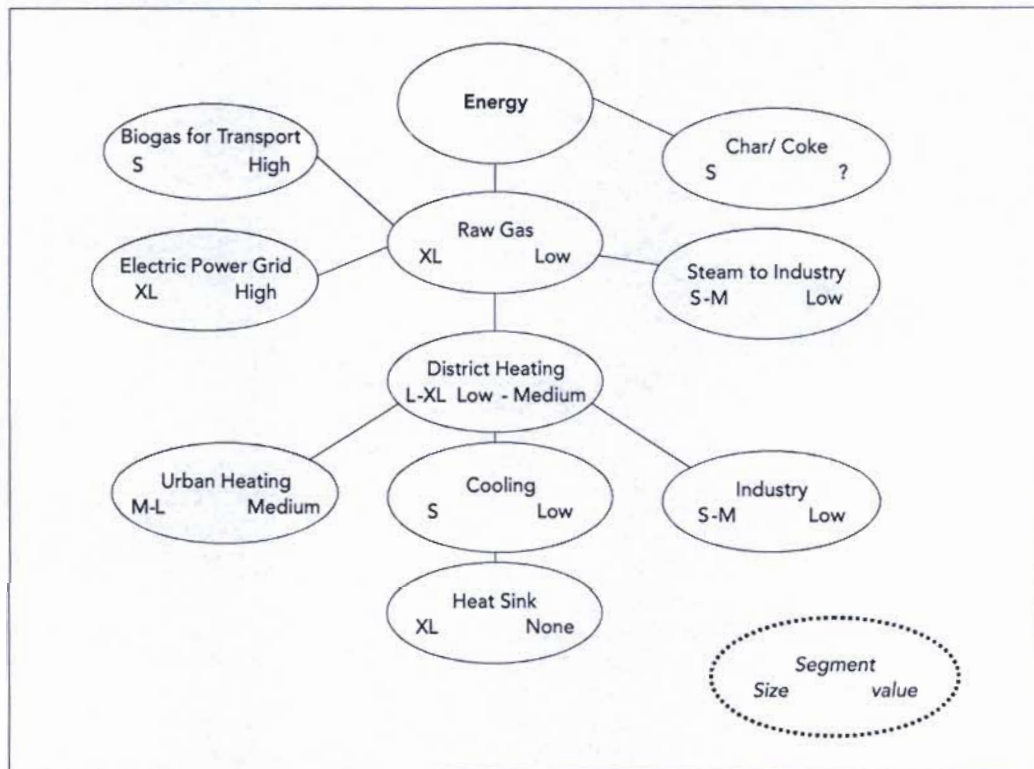 Energy
Biogas for Transport
S High
Char/ Coke
S ?
Raw Gas
XL Low
Electric Power Grid
XL High
Steam to Industry
S-M Low
District Heating
L-XL Low - Medium
Urban Heating
M-L Medium
Cooling
S Low
Industry
S-M Low
Heat Sink
XL None
Segment
Size value